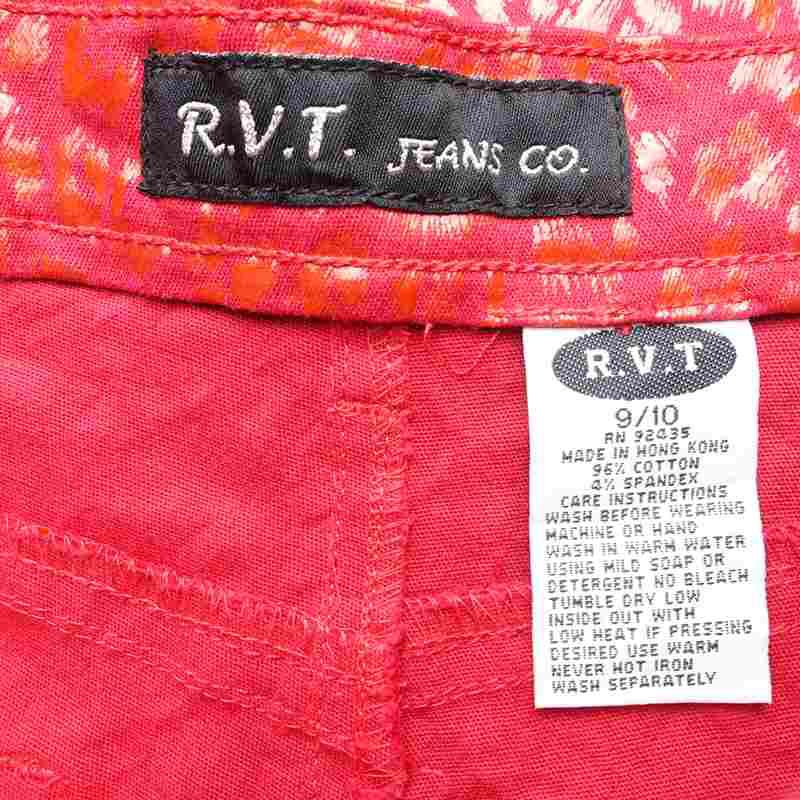 R.V.T. JEANS CO.
R.V.T
9/10
RN 92435
MADE IN HONG KONG
96% COTTON
4% SPANDEX
CARE INSTRUCTIONS
WASH BEFORE WEARING
MACHINE OR HAND
WASH IN WARM WATER
USING MILD SOAP OR
DETERGENT NO BLEACH
TUMBLE DRY LOW
INSIDE OUT WITH
LOW HEAT IF PRESSING
DESIRED USE WARM
NEVER HOT IRON
WASH SEPARATELY